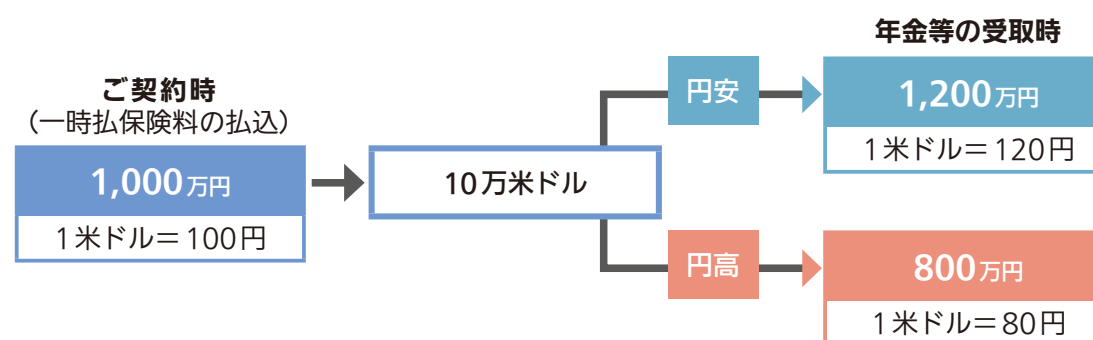 ご契約時
（一時払保険料の払込）
1,000万円
1米ドル＝100円
10万米ドル
円安
円高
年金等の受取時
1,200万円
1米ドル＝120円
800万円
1米ドル＝80円